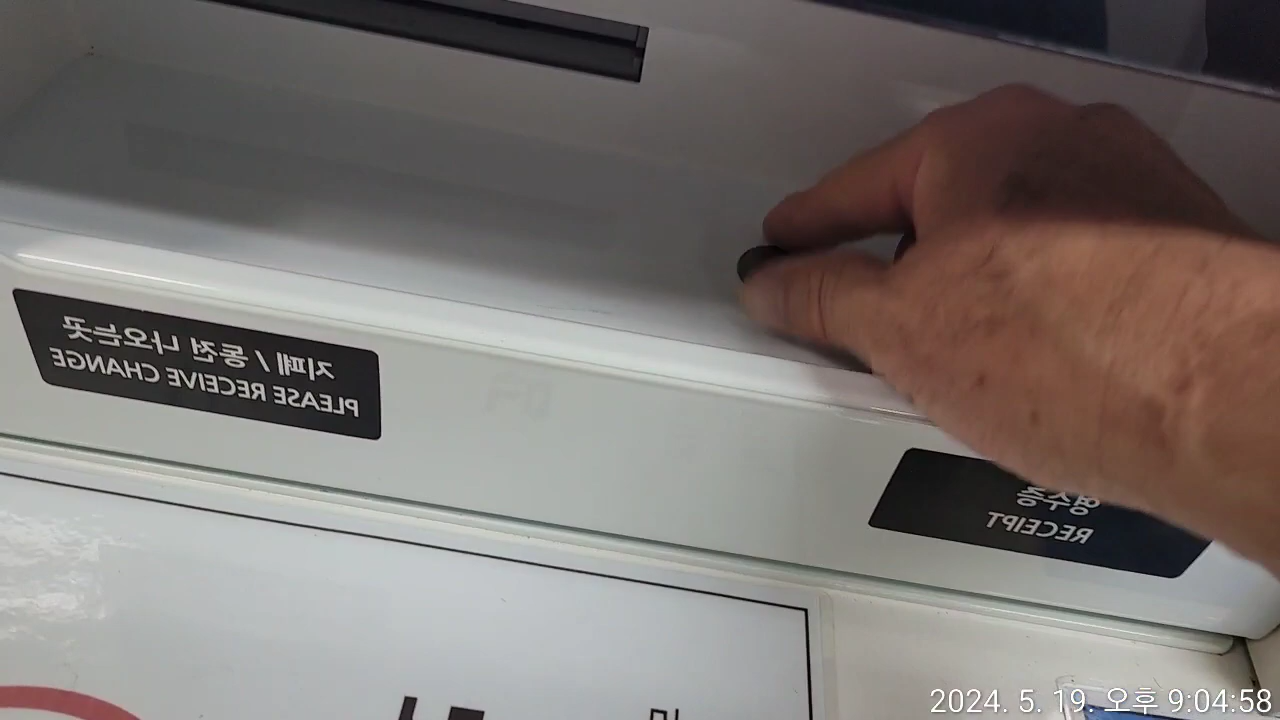 지폐 / 동전 나오는곳
PLEASE RECEIVE CHANGE
영수증
RECEIPT
2024. 5. 19. 오후 9:04:58